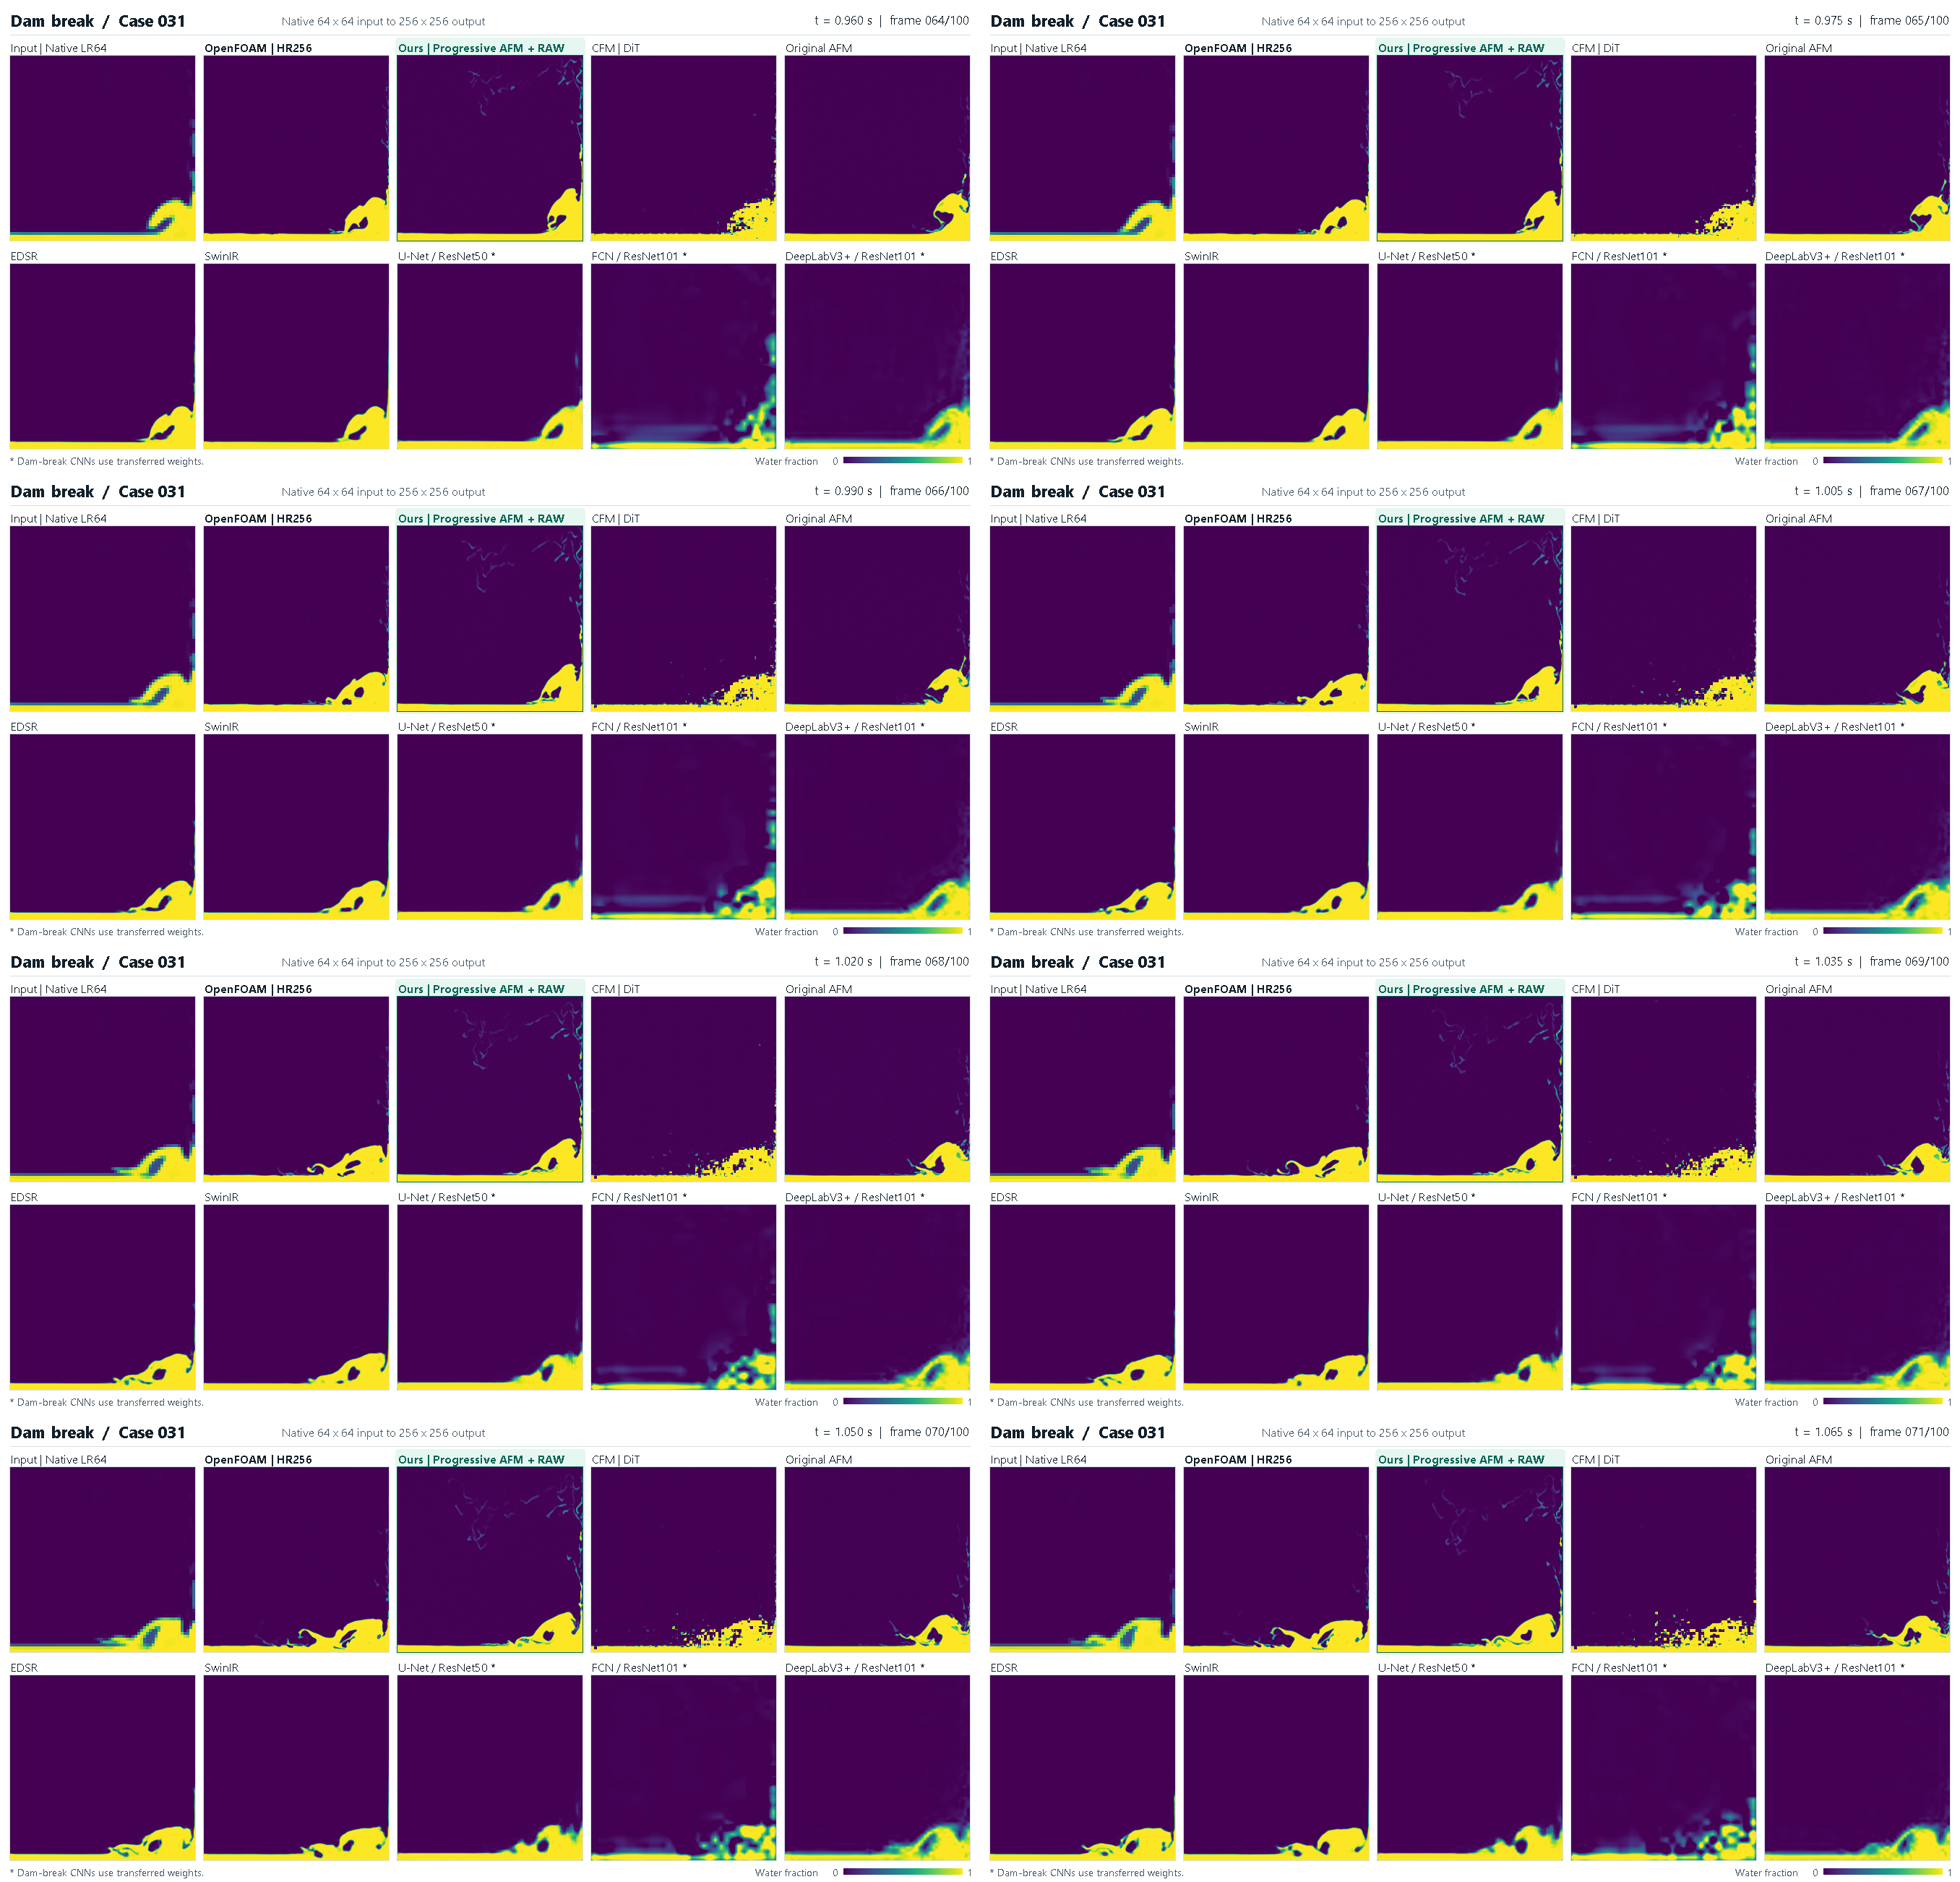 Dam break / Case 031 Native 64 x 64 input to 256 x 256 output t = 0.960 s | frame 064/100
Input | Native LR64 OpenFOAM | HR256 Ours | Progressive AFM + RAW CFM | DiT Original AFM
EDSR SwinIR U-Net / ResNet50 * FCN / ResNet101 * DeepLabV3+ / ResNet101 *
* Dam-break CNNs use transferred weights. Water fraction 0 1
Dam break / Case 031 Native 64 x 64 input to 256 x 256 output t = 0.975 s | frame 065/100
Input | Native LR64 OpenFOAM | HR256 Ours | Progressive AFM + RAW CFM | DiT Original AFM
EDSR SwinIR U-Net / ResNet50 * FCN / ResNet101 * DeepLabV3+ / ResNet101 *
* Dam-break CNNs use transferred weights. Water fraction 0 1
Dam break / Case 031 Native 64 x 64 input to 256 x 256 output t = 0.990 s | frame 066/100
Input | Native LR64 OpenFOAM | HR256 Ours | Progressive AFM + RAW CFM | DiT Original AFM
EDSR SwinIR U-Net / ResNet50 * FCN / ResNet101 * DeepLabV3+ / ResNet101 *
* Dam-break CNNs use transferred weights. Water fraction 0 1
Dam break / Case 031 Native 64 x 64 input to 256 x 256 output t = 1.005 s | frame 067/100
Input | Native LR64 OpenFOAM | HR256 Ours | Progressive AFM + RAW CFM | DiT Original AFM
EDSR SwinIR U-Net / ResNet50 * FCN / ResNet101 * DeepLabV3+ / ResNet101 *
* Dam-break CNNs use transferred weights. Water fraction 0 1
Dam break / Case 031 Native 64 x 64 input to 256 x 256 output t = 1.020 s | frame 068/100
Input | Native LR64 OpenFOAM | HR256 Ours | Progressive AFM + RAW CFM | DiT Original AFM
EDSR SwinIR U-Net / ResNet50 * FCN / ResNet101 * DeepLabV3+ / ResNet101 *
* Dam-break CNNs use transferred weights. Water fraction 0 1
Dam break / Case 031 Native 64 x 64 input to 256 x 256 output t = 1.035 s | frame 069/100
Input | Native LR64 OpenFOAM | HR256 Ours | Progressive AFM + RAW CFM | DiT Original AFM
EDSR SwinIR U-Net / ResNet50 * FCN / ResNet101 * DeepLabV3+ / ResNet101 *
* Dam-break CNNs use transferred weights. Water fraction 0 1
Dam break / Case 031 Native 64 x 64 input to 256 x 256 output t = 1.050 s | frame 070/100
Input | Native LR64 OpenFOAM | HR256 Ours | Progressive AFM + RAW CFM | DiT Original AFM
EDSR SwinIR U-Net / ResNet50 * FCN / ResNet101 * DeepLabV3+ / ResNet101 *
* Dam-break CNNs use transferred weights. Water fraction 0 1
Dam break / Case 031 Native 64 x 64 input to 256 x 256 output t = 1.065 s | frame 071/100
Input | Native LR64 OpenFOAM | HR256 Ours | Progressive AFM + RAW CFM | DiT Original AFM
EDSR SwinIR U-Net / ResNet50 * FCN / ResNet101 * DeepLabV3+ / ResNet101 *
* Dam-break CNNs use transferred weights. Water fraction 0 1